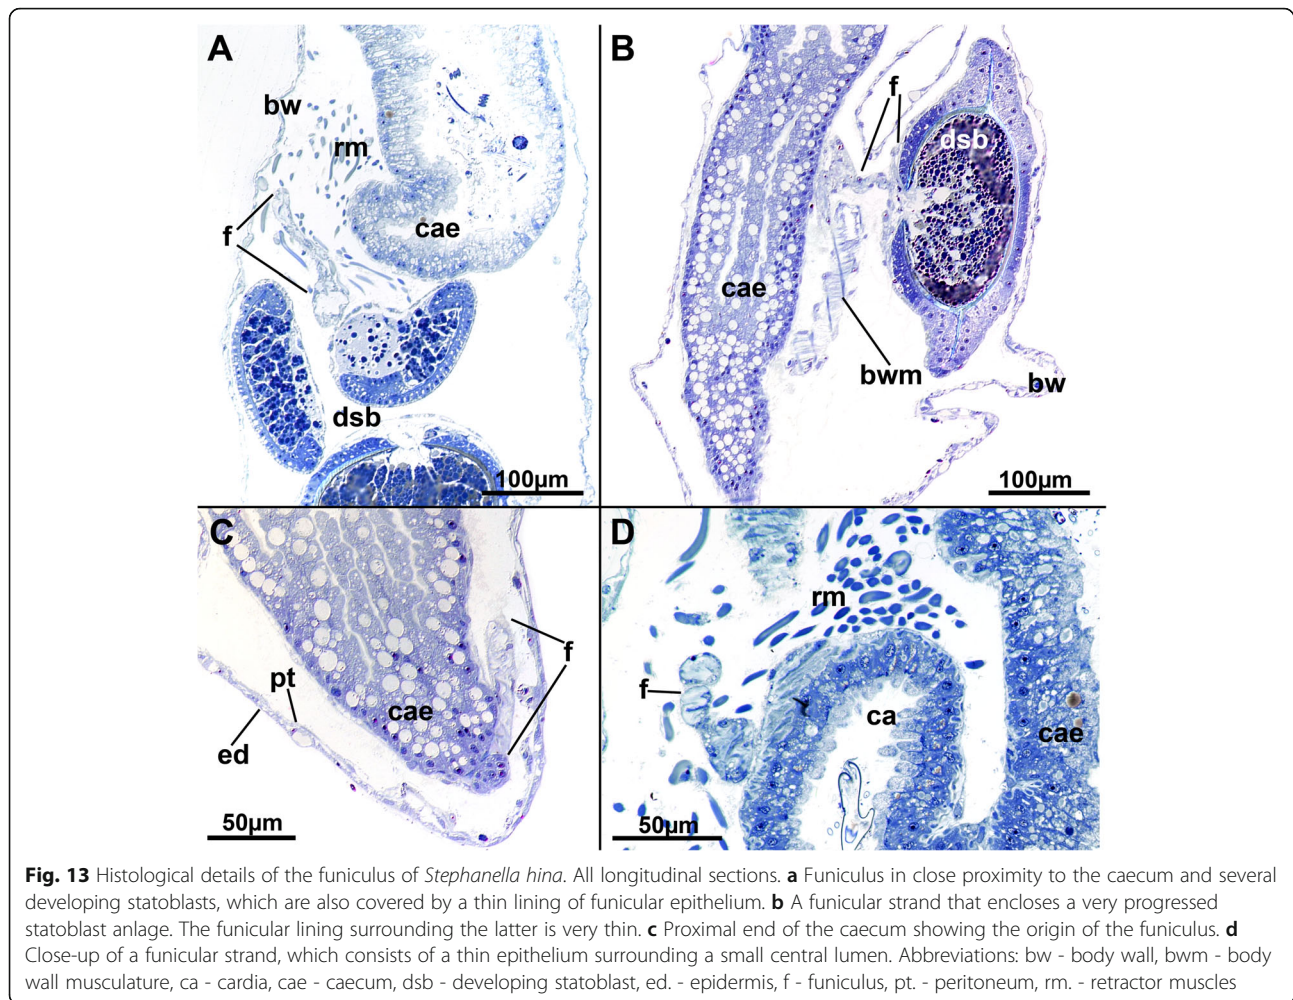 A
bw
rm
f
cae
dsb
100µm
B
f
dsb
cae
bwm
bw
100µm
C
f
pt
cae
ed
50µm
D
rm
f
ca
cae
50µm
Fig. 13 Histological details of the funiculus of Stephanella hina. All longitudinal sections. a Funiculus in close proximity to the caecum and several
developing statoblasts, which are also covered by a thin lining of funicular epithelium. b A funicular strand that encloses a very progressed
statoblast anlage. The funicular lining surrounding the latter is very thin. c Proximal end of the caecum showing the origin of the funiculus. d
Close-up of a funicular strand, which consists of a thin epithelium surrounding a small central lumen. Abbreviations: bw - body wall, bwm - body
wall musculature, ca - cardia, cae - caecum, dsb - developing statoblast, ed. - epidermis, f - funiculus, pt. - peritoneum, rm. - retractor muscles